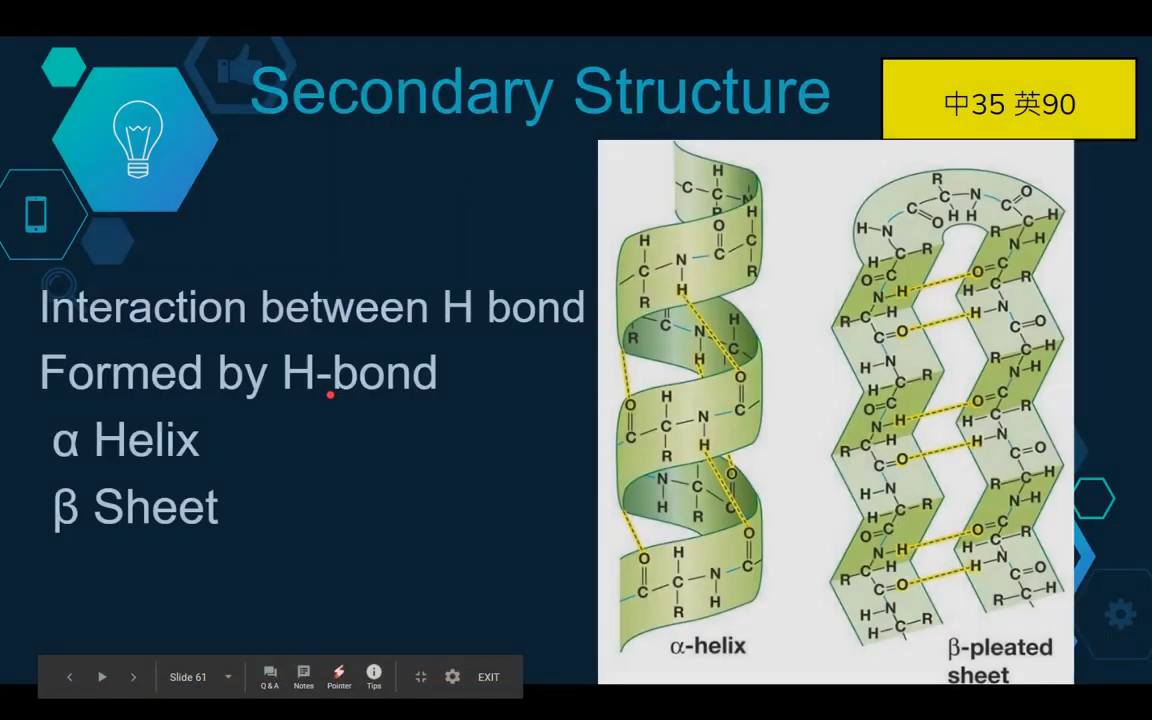 Secondary Structure
中35 英90
Interaction between H bond
Formed by H-bond
α Helix
β Sheet
α-helix
β-pleated
sheet
Slide 61
Q & A
Notes
Pointer
Tips
EXIT